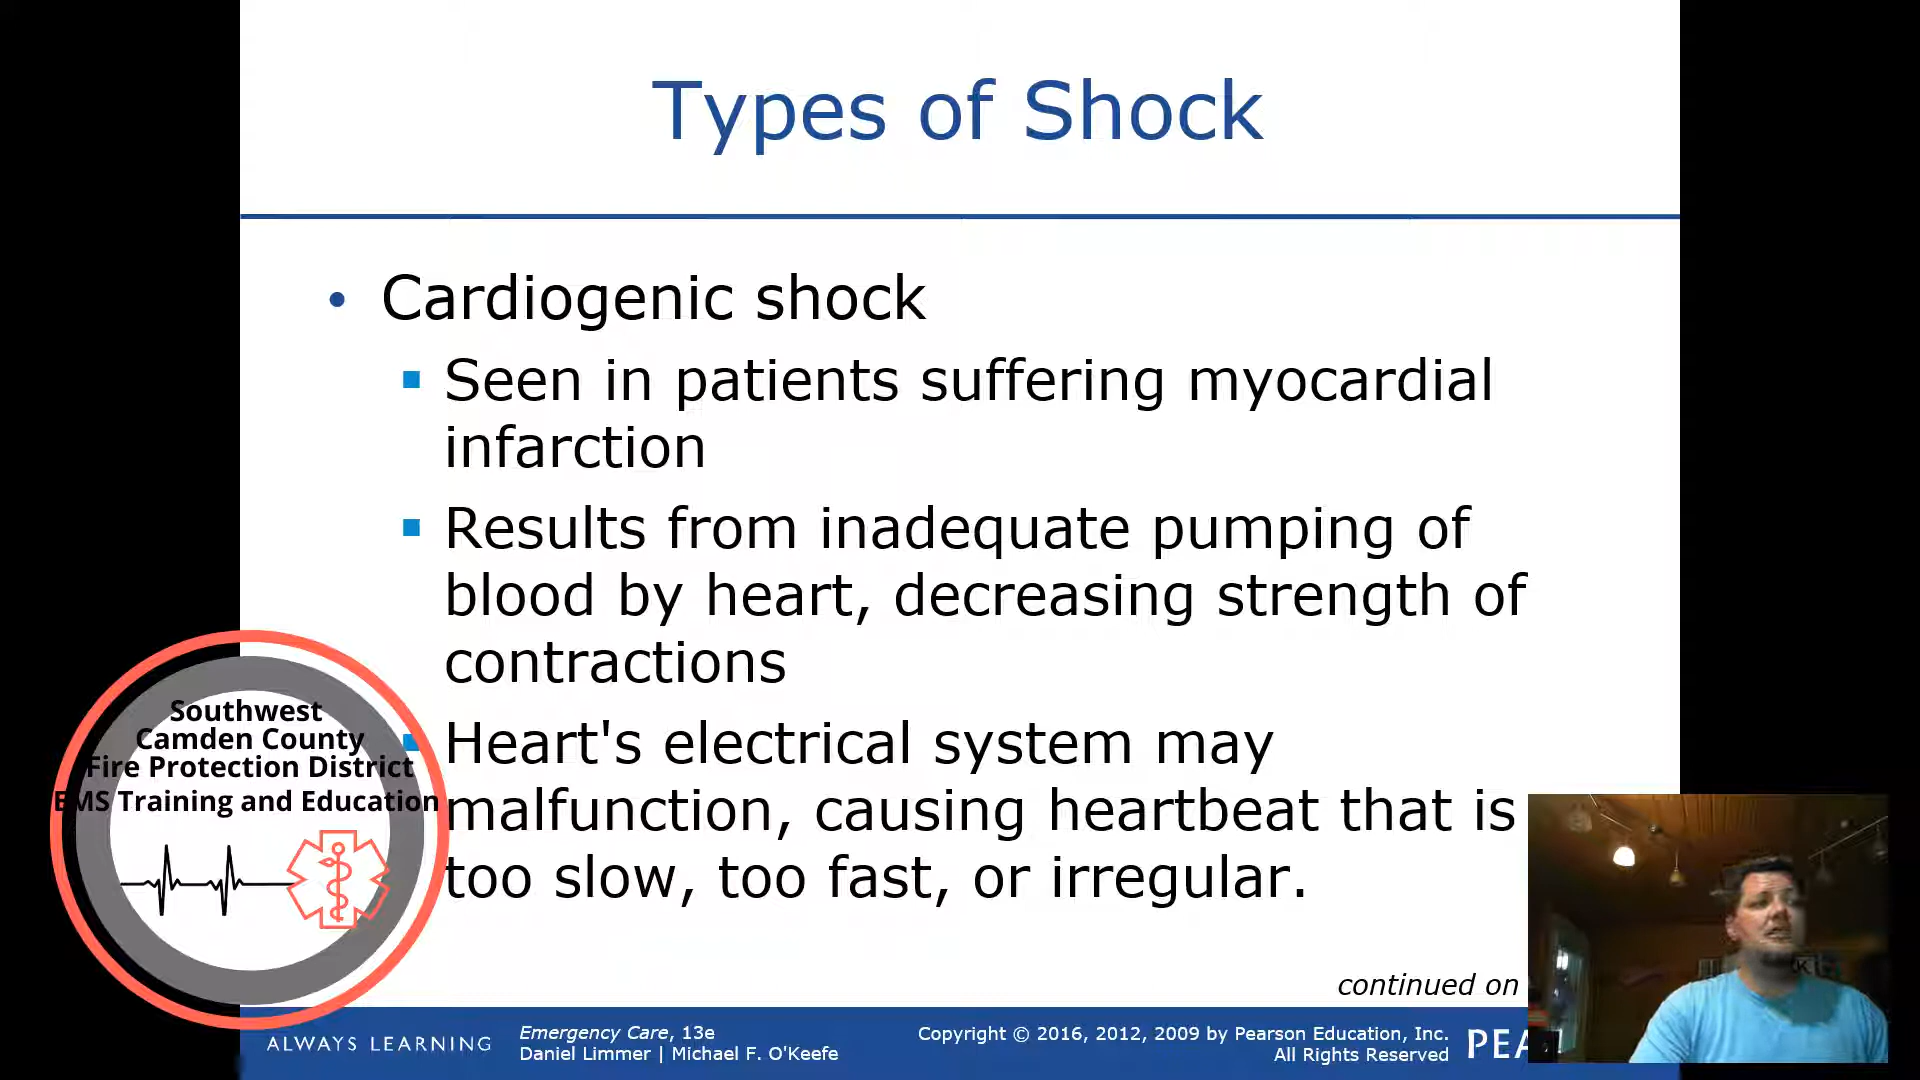 Types of Shock
• Cardiogenic shock
Seen in patients suffering myocardial
infarction
Results from inadequate pumping of
blood by heart, decreasing strength of
contractions
Heart's electrical system may
malfunction, causing heartbeat that is
too slow, too fast, or irregular.
Southwest
Camden County
Fire Protection District
EMS Training and Education
continued on
ALWAYS LEARNING
Emergency Care, 13e
Daniel Limmer | Michael F. O'Keefe
Copyright © 2016, 2012, 2009 by Pearson Education, Inc.
All Rights Reserved